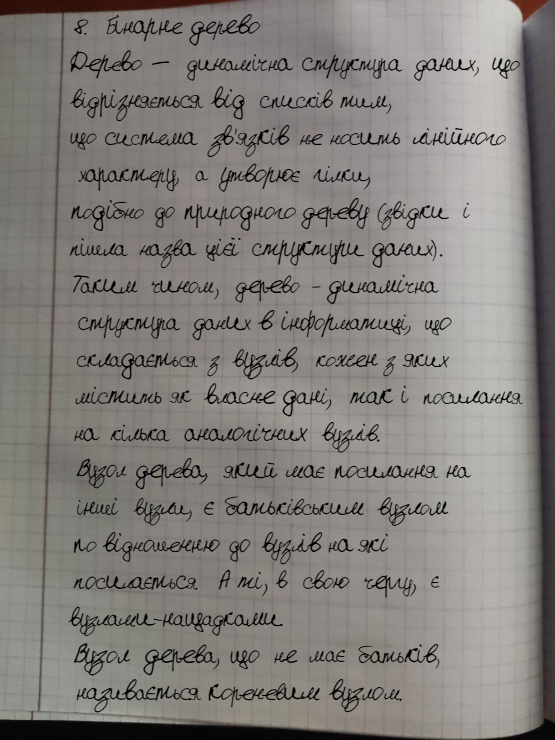 8. Бінарне дерево
Дерево — динамічна структура даних, що
відрізняється від списків тим,
що система зв'язків не носить лінійного
характеру, а утворює гілки,
подібно до природного дереву (звідки і
пішла назва цієї структури даних).
Таким чином, дерево - динамічна
структура даних в інформатиці, що
складається з вузлів, кожен з яких
містить як власне дані, так і посилання
на кілька аналогічних вузлів.
Вузол дерева, який має посилання на
інші вузли, є батьківським вузлом
по відношенню до вузлів на які
посилається. А ті, в свою чергу, є
вузлами-нащадками.
Вузол дерева, що не має батьків,
називається кореневим вузлом.